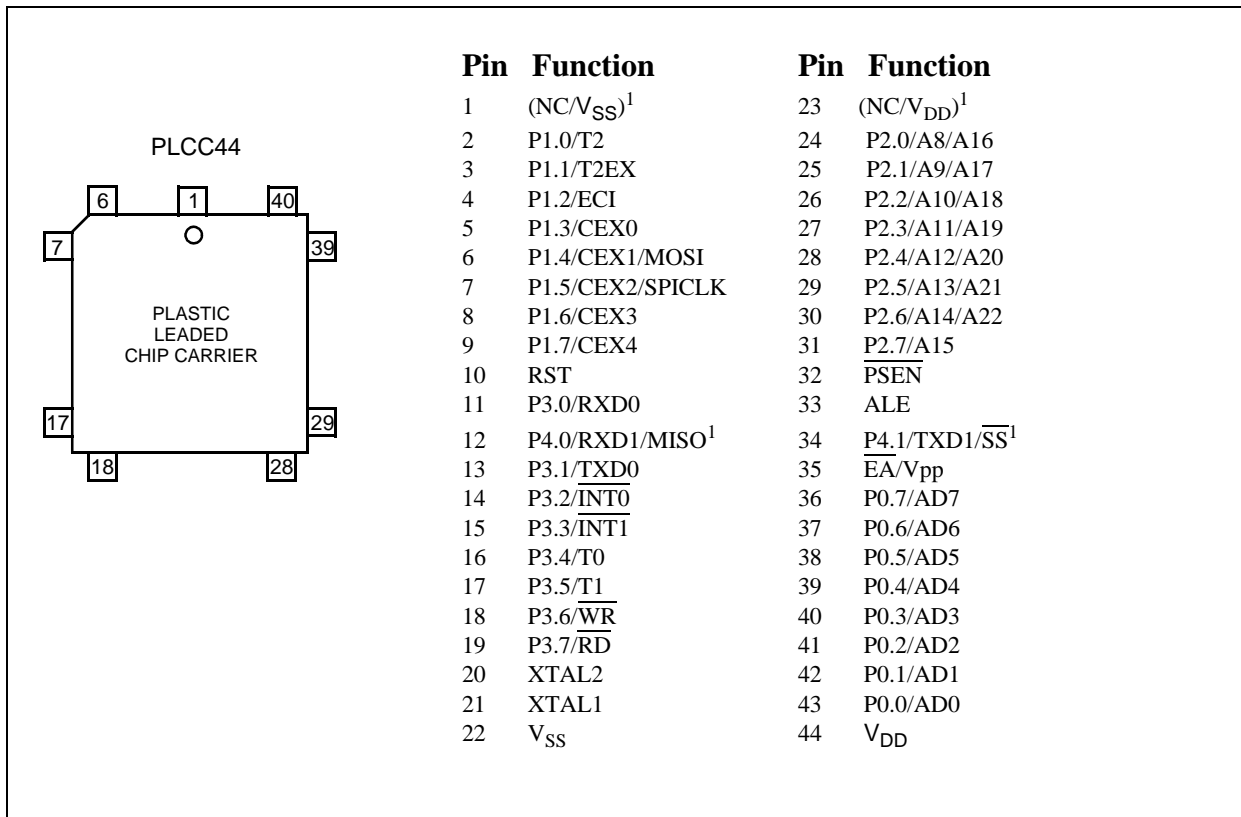 PLCC44
6 1 40
7 39
PLASTIC
LEADED
CHIP CARRIER
17 29
18 28
Pin Function
1 (NC/VSS)1
2 P1.0/T2
3 P1.1/T2EX
4 P1.2/ECI
5 P1.3/CEX0
6 P1.4/CEX1/MOSI
7 P1.5/CEX2/SPICLK
8 P1.6/CEX3
9 P1.7/CEX4
10 RST
11 P3.0/RXD0
12 P4.0/RXD1/MISO1
13 P3.1/TXD0
14 P3.2/I̅N̅T̅0̅
15 P3.3/I̅N̅T̅1̅
16 P3.4/T0
17 P3.5/T1
18 P3.6/W̅R̅
19 P3.7/R̅D̅
20 XTAL2
21 XTAL1
22 VSS
Pin Function
23 (NC/VDD)1
24 P2.0/A8/A16
25 P2.1/A9/A17
26 P2.2/A10/A18
27 P2.3/A11/A19
28 P2.4/A12/A20
29 P2.5/A13/A21
30 P2.6/A14/A22
31 P2.7/A15
32 P̅S̅E̅N̅
33 ALE
34 P4.1/TXD1/S̅S̅1
35 E̅A̅/Vpp
36 P0.7/AD7
37 P0.6/AD6
38 P0.5/AD5
39 P0.4/AD4
40 P0.3/AD3
41 P0.2/AD2
42 P0.1/AD1
43 P0.0/AD0
44 VDD